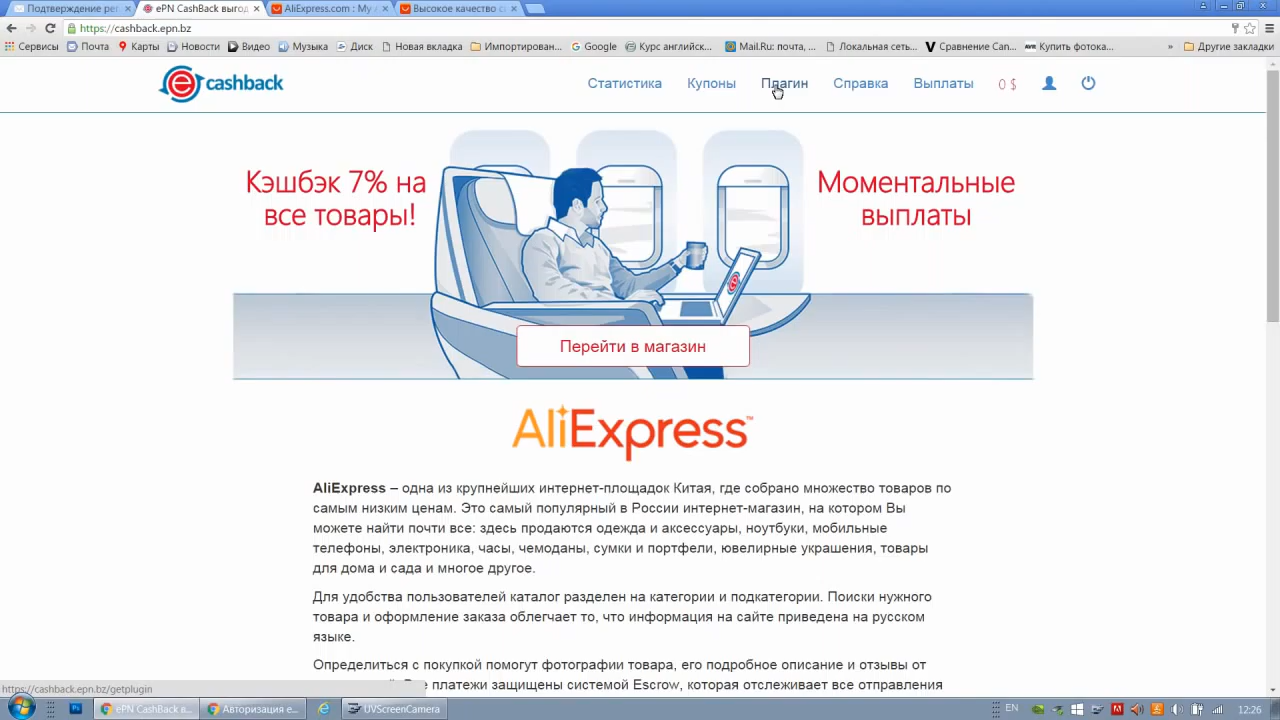 Подтверждение рег
ePN CashBack выгод
AliExpress.com : My A
Высокое качество с
https://cashback.epn.bz
Сервисы
Почта
Карты
Новости
Видео
Музыка
Диск
Новая вкладка
Импортирован...
Google
Курс английск...
Mail.Ru: почта, ...
Локальная сеть...
Сравнение Can...
Купить фотока...
»
Другие закладки
cashback
Статистика
Купоны
Плагин
Справка
Выплаты
0 $
Кэшбэк 7% на
все товары!
Моментальные
выплаты
Перейти в магазин
AliExpress™
AliExpress – одна из крупнейших интернет-площадок Китая, где собрано множество товаров по
самым низким ценам. Это самый популярный в России интернет-магазин, на котором Вы
можете найти почти все: здесь продаются одежда и аксессуары, ноутбуки, мобильные
телефоны, электроника, часы, чемоданы, сумки и портфели, ювелирные украшения, товары
для дома и сада и многое другое.
Для удобства пользователей каталог разделен на категории и подкатегории. Поиски нужного
товара и оформление заказа облегчает то, что информация на сайте приведена на русском
языке.
Определиться с покупкой помогут фотографии товара, его подробное описание и отзывы от
платежи защищены системой Escrow, которая отслеживает все отправления
https://cashback.epn.bz/getplugin
ePN CashBack в...
Авторизация е...
UVScreenCamera
EN
12:26